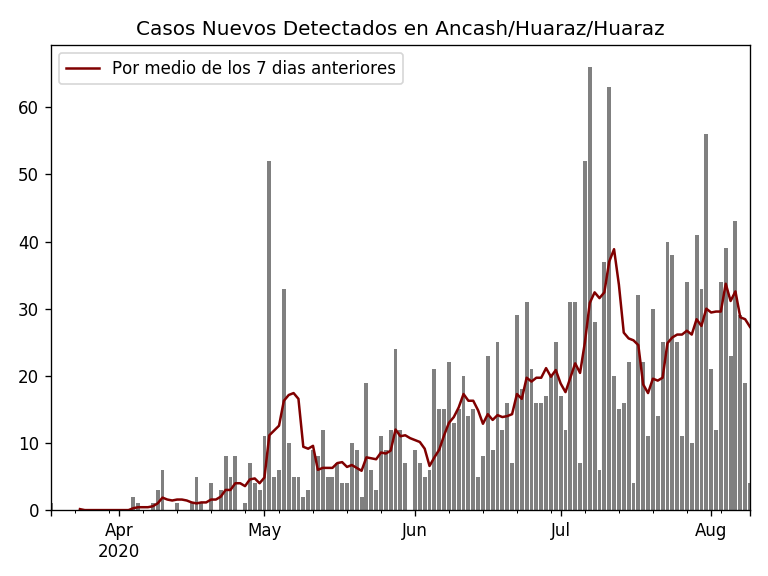 Casos Nuevos Detectados en Ancash/Huaraz/Huaraz
Por medio de los 7 dias anteriores
60
50
40
30
20
10
0
Apr
2020
May
Jun
Jul
Aug